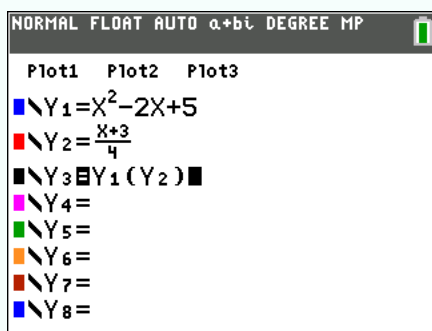 NORMAL FLOAT AUTO a+bi DEGREE MP
Plot1 Plot2 Plot3
\Y₁=X²-2X+5
\Y₂=X+3/4
\Y₃=Y₁(Y₂)
\Y₄=
\Y₅=
\Y₆=
\Y₇=
\Y₈=